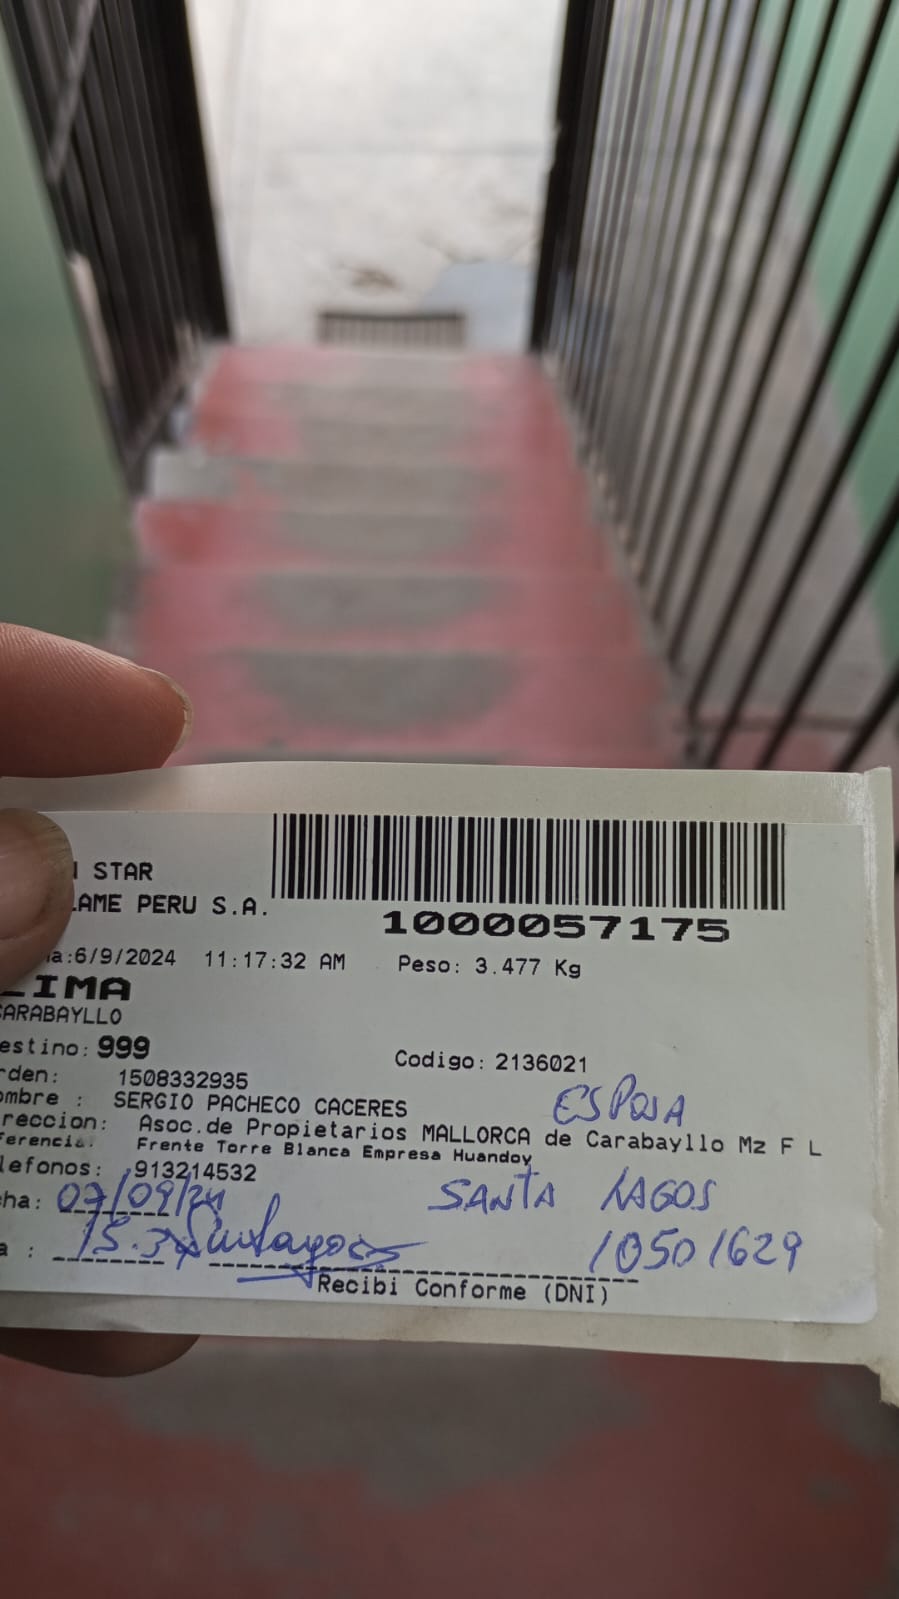 STAR
LAME PERU S.A.
1000057175
a:6/9/2024 11:17:32 AM Peso: 3.477 Kg
LIMA
CARABAYLLO
estino: 999 Codigo: 2136021
rden: 1508332935
ombre : SERGIO PACHECO CACERES ESPOSA
reccion: Asoc.de Propietarios MALLORCA de Carabayllo Mz F L
ferencia: Frente Torre Blanca Empresa Huandoy
lefonos: 913214532
cha: 07/09/24 SANTA LAGOS
a : 15.3 10501629
Recibi Conforme (DNI)